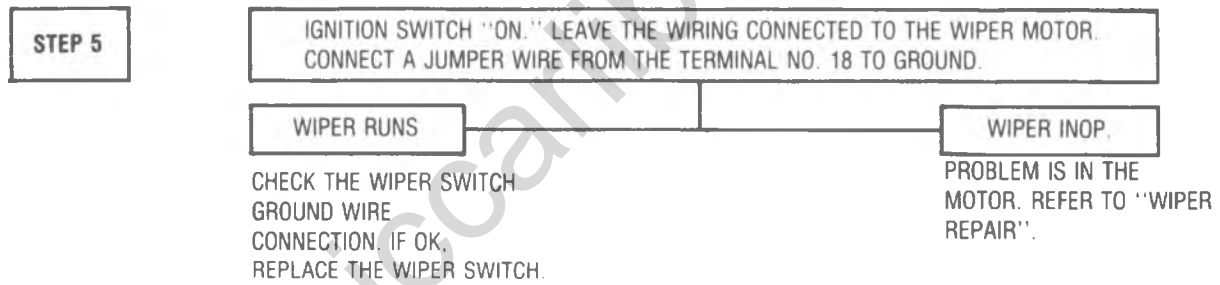 STEP 5
IGNITION SWITCH ''ON.'' LEAVE THE WIRING CONNECTED TO THE WIPER MOTOR.
CONNECT A JUMPER WIRE FROM THE TERMINAL NO. 18 TO GROUND.
WIPER RUNS
CHECK THE WIPER SWITCH
GROUND WIRE
CONNECTION. IF OK,
REPLACE THE WIPER SWITCH.
WIPER INOP.
PROBLEM IS IN THE
MOTOR. REFER TO ''WIPER
REPAIR''.